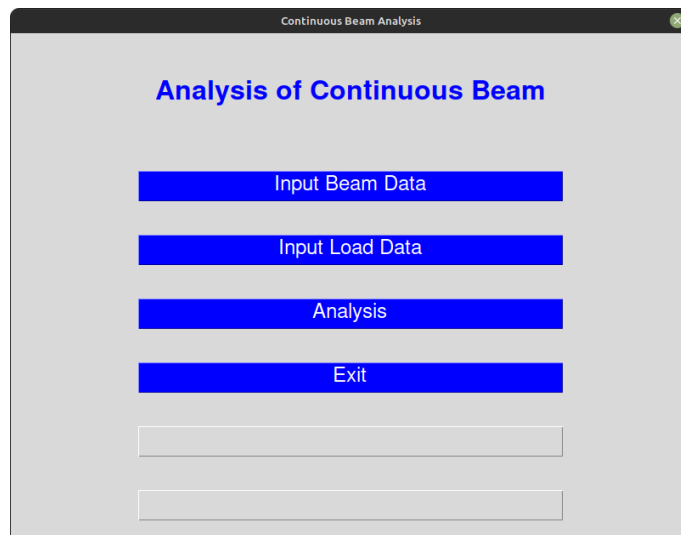 Continuous Beam Analysis
Analysis of Continuous Beam
Input Beam Data
Input Load Data
Analysis
Exit